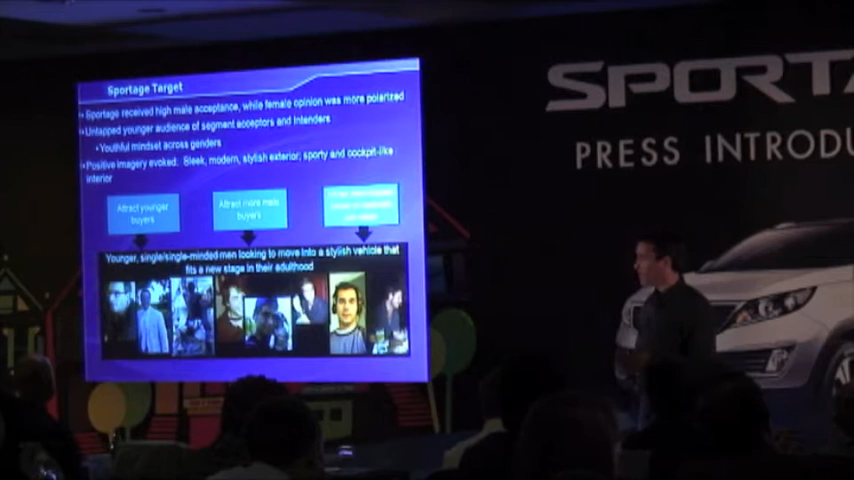 Sportage Target
Sportage received high male acceptance, while female opinion was more polarized
Untapped younger audience of segment acceptors and Intenders
Youthful mindset across genders
Positive imagery evoked: Sleek, modern, stylish exterior; sporty and cockpit-like
interior
Attract younger
buyers
Attract more male
buyers
Younger, single/single-minded men looking to move into a stylish vehicle that
fits a new stage in their adulthood
SPORTA
PRESS INTRODU